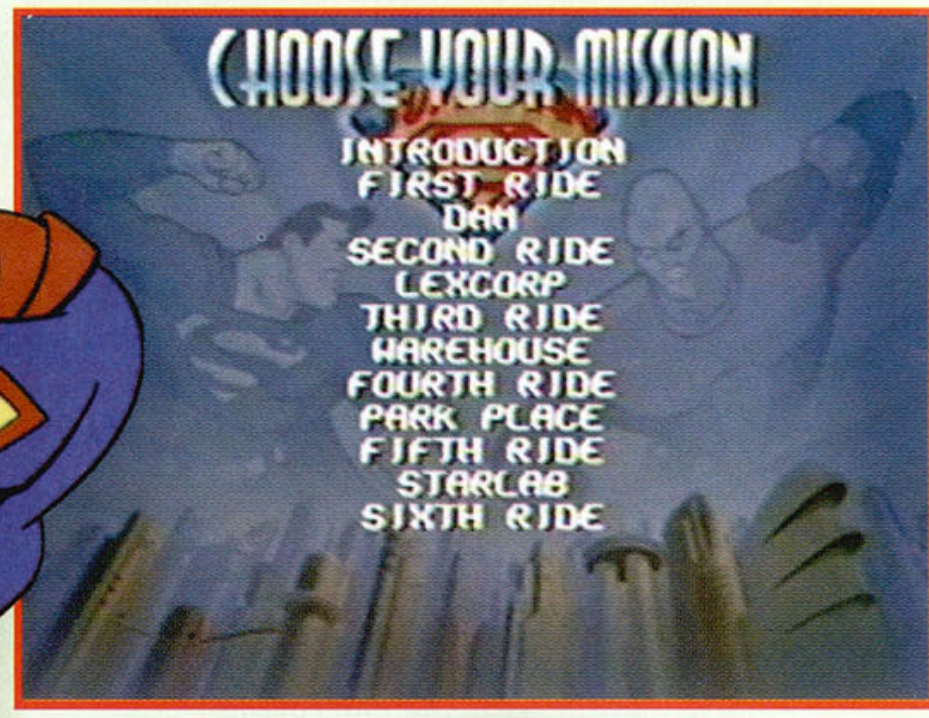 CHOOSE YOUR MISSION
INTRODUCTION
FIRST RIDE
DAM
SECOND RIDE
LEXCORP
THIRD RIDE
WAREHOUSE
FOURTH RIDE
PARK PLACE
FIFTH RIDE
STARLAB
SIXTH RIDE